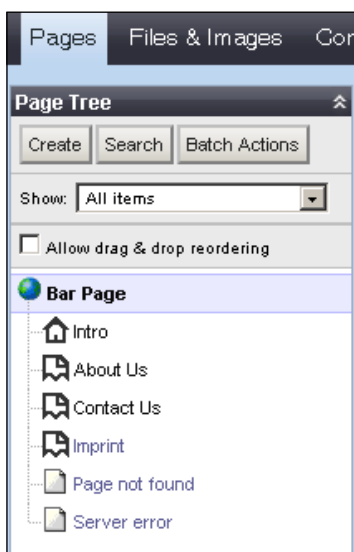 Pages Files & Images Cor
Page Tree
Create Search Batch Actions
Show: All items
Allow drag & drop reordering
Bar Page
Intro
About Us
Contact Us
Imprint
Page not found
Server error